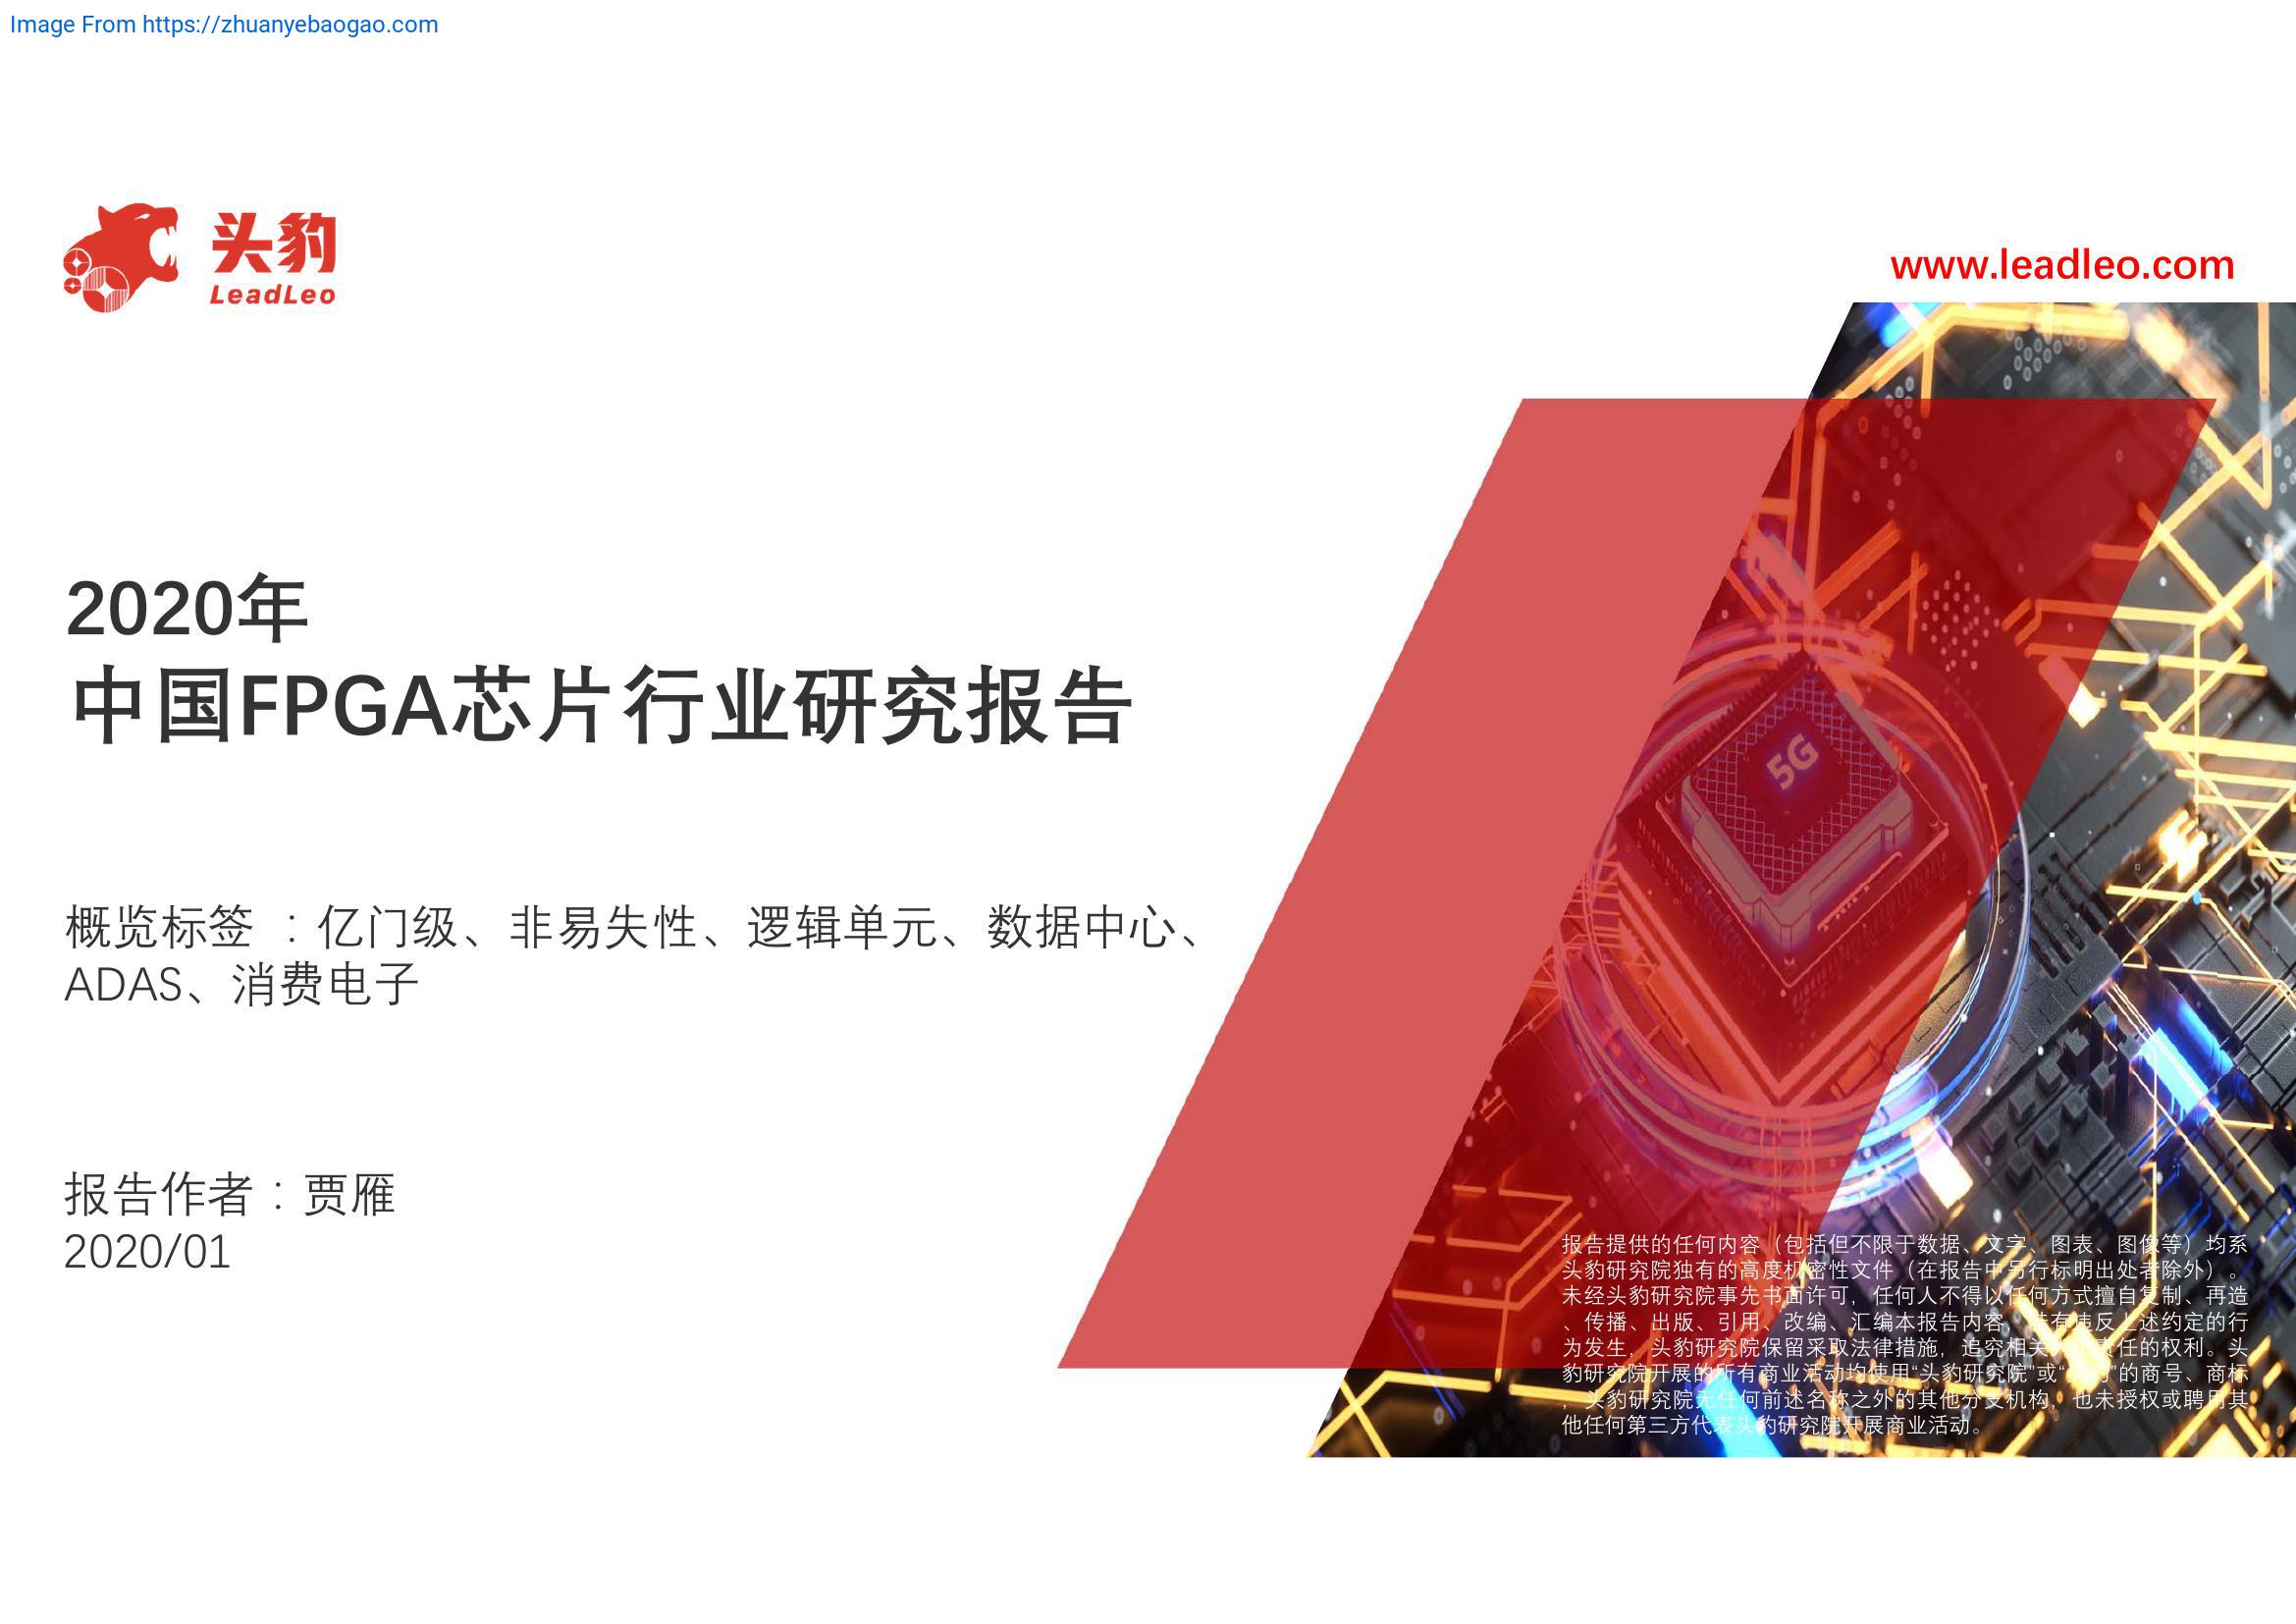 Image From https://zhuanyebaogao.com
头豹
LeadLeo
www.leadleo.com
2020年
中国FPGA芯片行业研究报告
5G
概览标签 ：亿门级、非易失性、逻辑单元、数据中心、
ADAS、消费电子
报告作者：贾雁
2020/01
报告提供的任何内容（包括但不限于数据、文字、图表、图像等）均系
头豹研究院独有的高度机密性文件（在报告中另行标明出处者除外）。
未经头豹研究院事先书面许可，任何人不得以任何方式擅自复制、再造
、传播、出版、引用、改编、汇编本报告内容，若有违反上述约定的行
为发生，头豹研究院保留采取法律措施，追究相关人员责任的权利。头
豹研究院开展的所有商业活动均使用“头豹研究院”或“头豹”的商号、商标
，头豹研究院无任何前述名称之外的其他分支机构，也未授权或聘用其
他任何第三方代表头豹研究院开展商业活动。